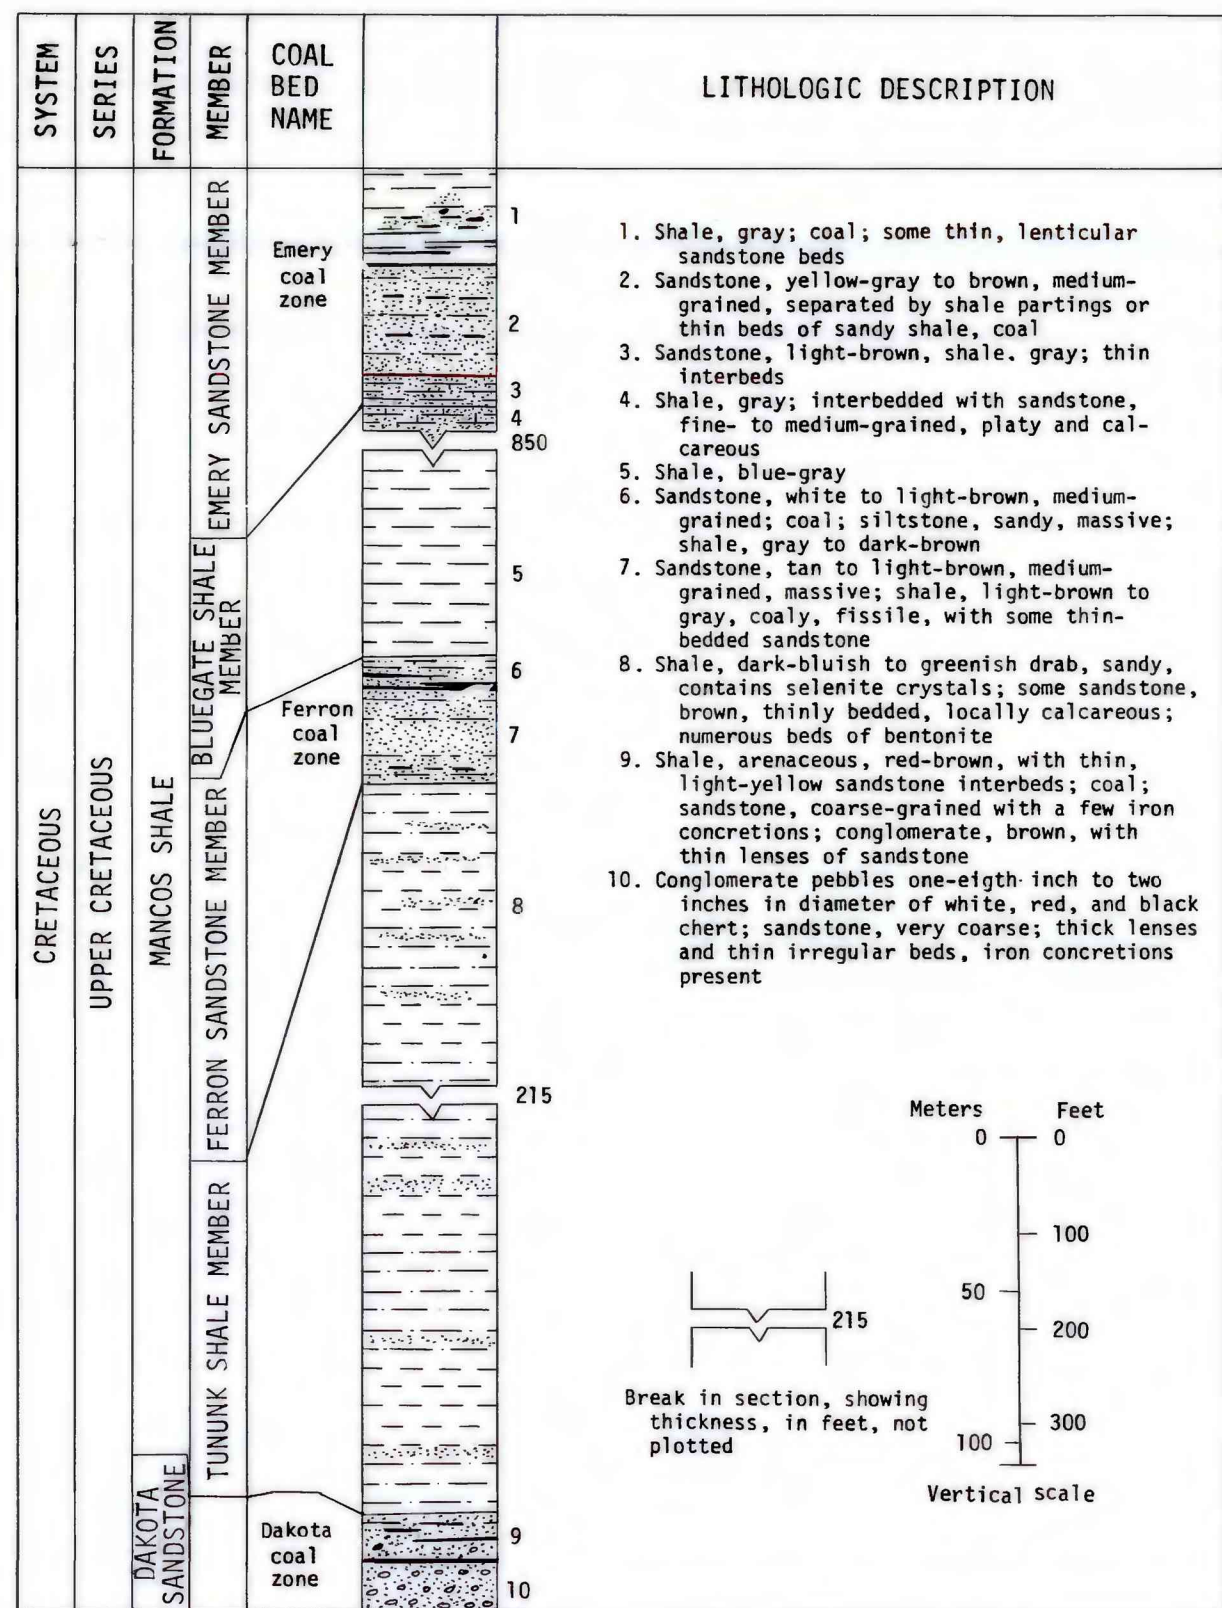 SYSTEM
SERIES
FORMATION
MEMBER
COAL
BED
NAME
LITHOLOGIC DESCRIPTION
CRETACEOUS
UPPER CRETACEOUS
MANCOS SHALE
DAKOTA
SANDSTONE
EMERY SANDSTONE MEMBER
BLUEGATE SHALE
MEMBER
FERRON SANDSTONE MEMBER
TUNUNK SHALE MEMBER
Emery
coal
zone
Ferron
coal
zone
Dakota
coal
zone
1
2
3
4
850
5
6
7
8
215
9
10
1. Shale, gray; coal; some thin, lenticular
sandstone beds
2. Sandstone, yellow-gray to brown, medium-
grained, separated by shale partings or
thin beds of sandy shale, coal
3. Sandstone, light-brown, shale. gray; thin
interbeds
4. Shale, gray; interbedded with sandstone,
fine- to medium-grained, platy and cal-
careous
5. Shale, blue-gray
6. Sandstone, white to light-brown, medium-
grained; coal; siltstone, sandy, massive;
shale, gray to dark-brown
7. Sandstone, tan to light-brown, medium-
grained, massive; shale, light-brown to
gray, coaly, fissile, with some thin-
bedded sandstone
8. Shale, dark-bluish to greenish drab, sandy,
contains selenite crystals; some sandstone,
brown, thinly bedded, locally calcareous;
numerous beds of bentonite
9. Shale, arenaceous, red-brown, with thin,
light-yellow sandstone interbeds; coal;
sandstone, coarse-grained with a few iron
concretions; conglomerate, brown, with
thin lenses of sandstone
10. Conglomerate pebbles one-eigth inch to two
inches in diameter of white, red, and black
chert; sandstone, very coarse; thick lenses
and thin irregular beds, iron concretions
present
Meters Feet
0 0
100
50
200
300
100
Vertical scale
215
Break in section, showing
thickness, in feet, not
plotted